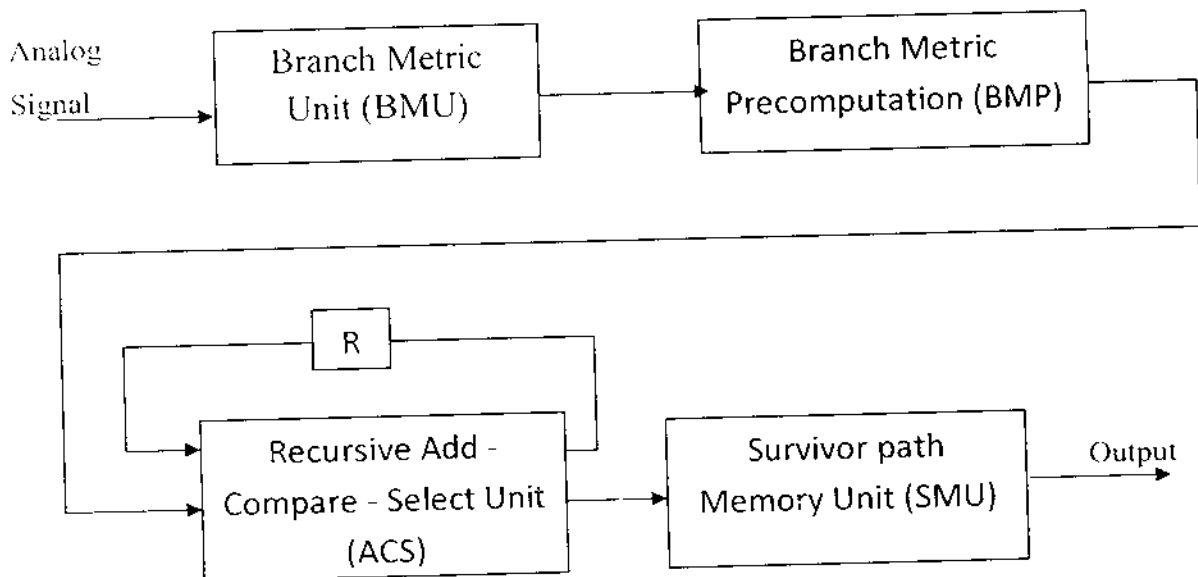 Analog
Signal
Branch Metric
Unit (BMU)
Branch Metric
Precomputation (BMP)
R
Recursive Add -
Compare - Select Unit
(ACS)
Survivor path
Memory Unit (SMU)
Output